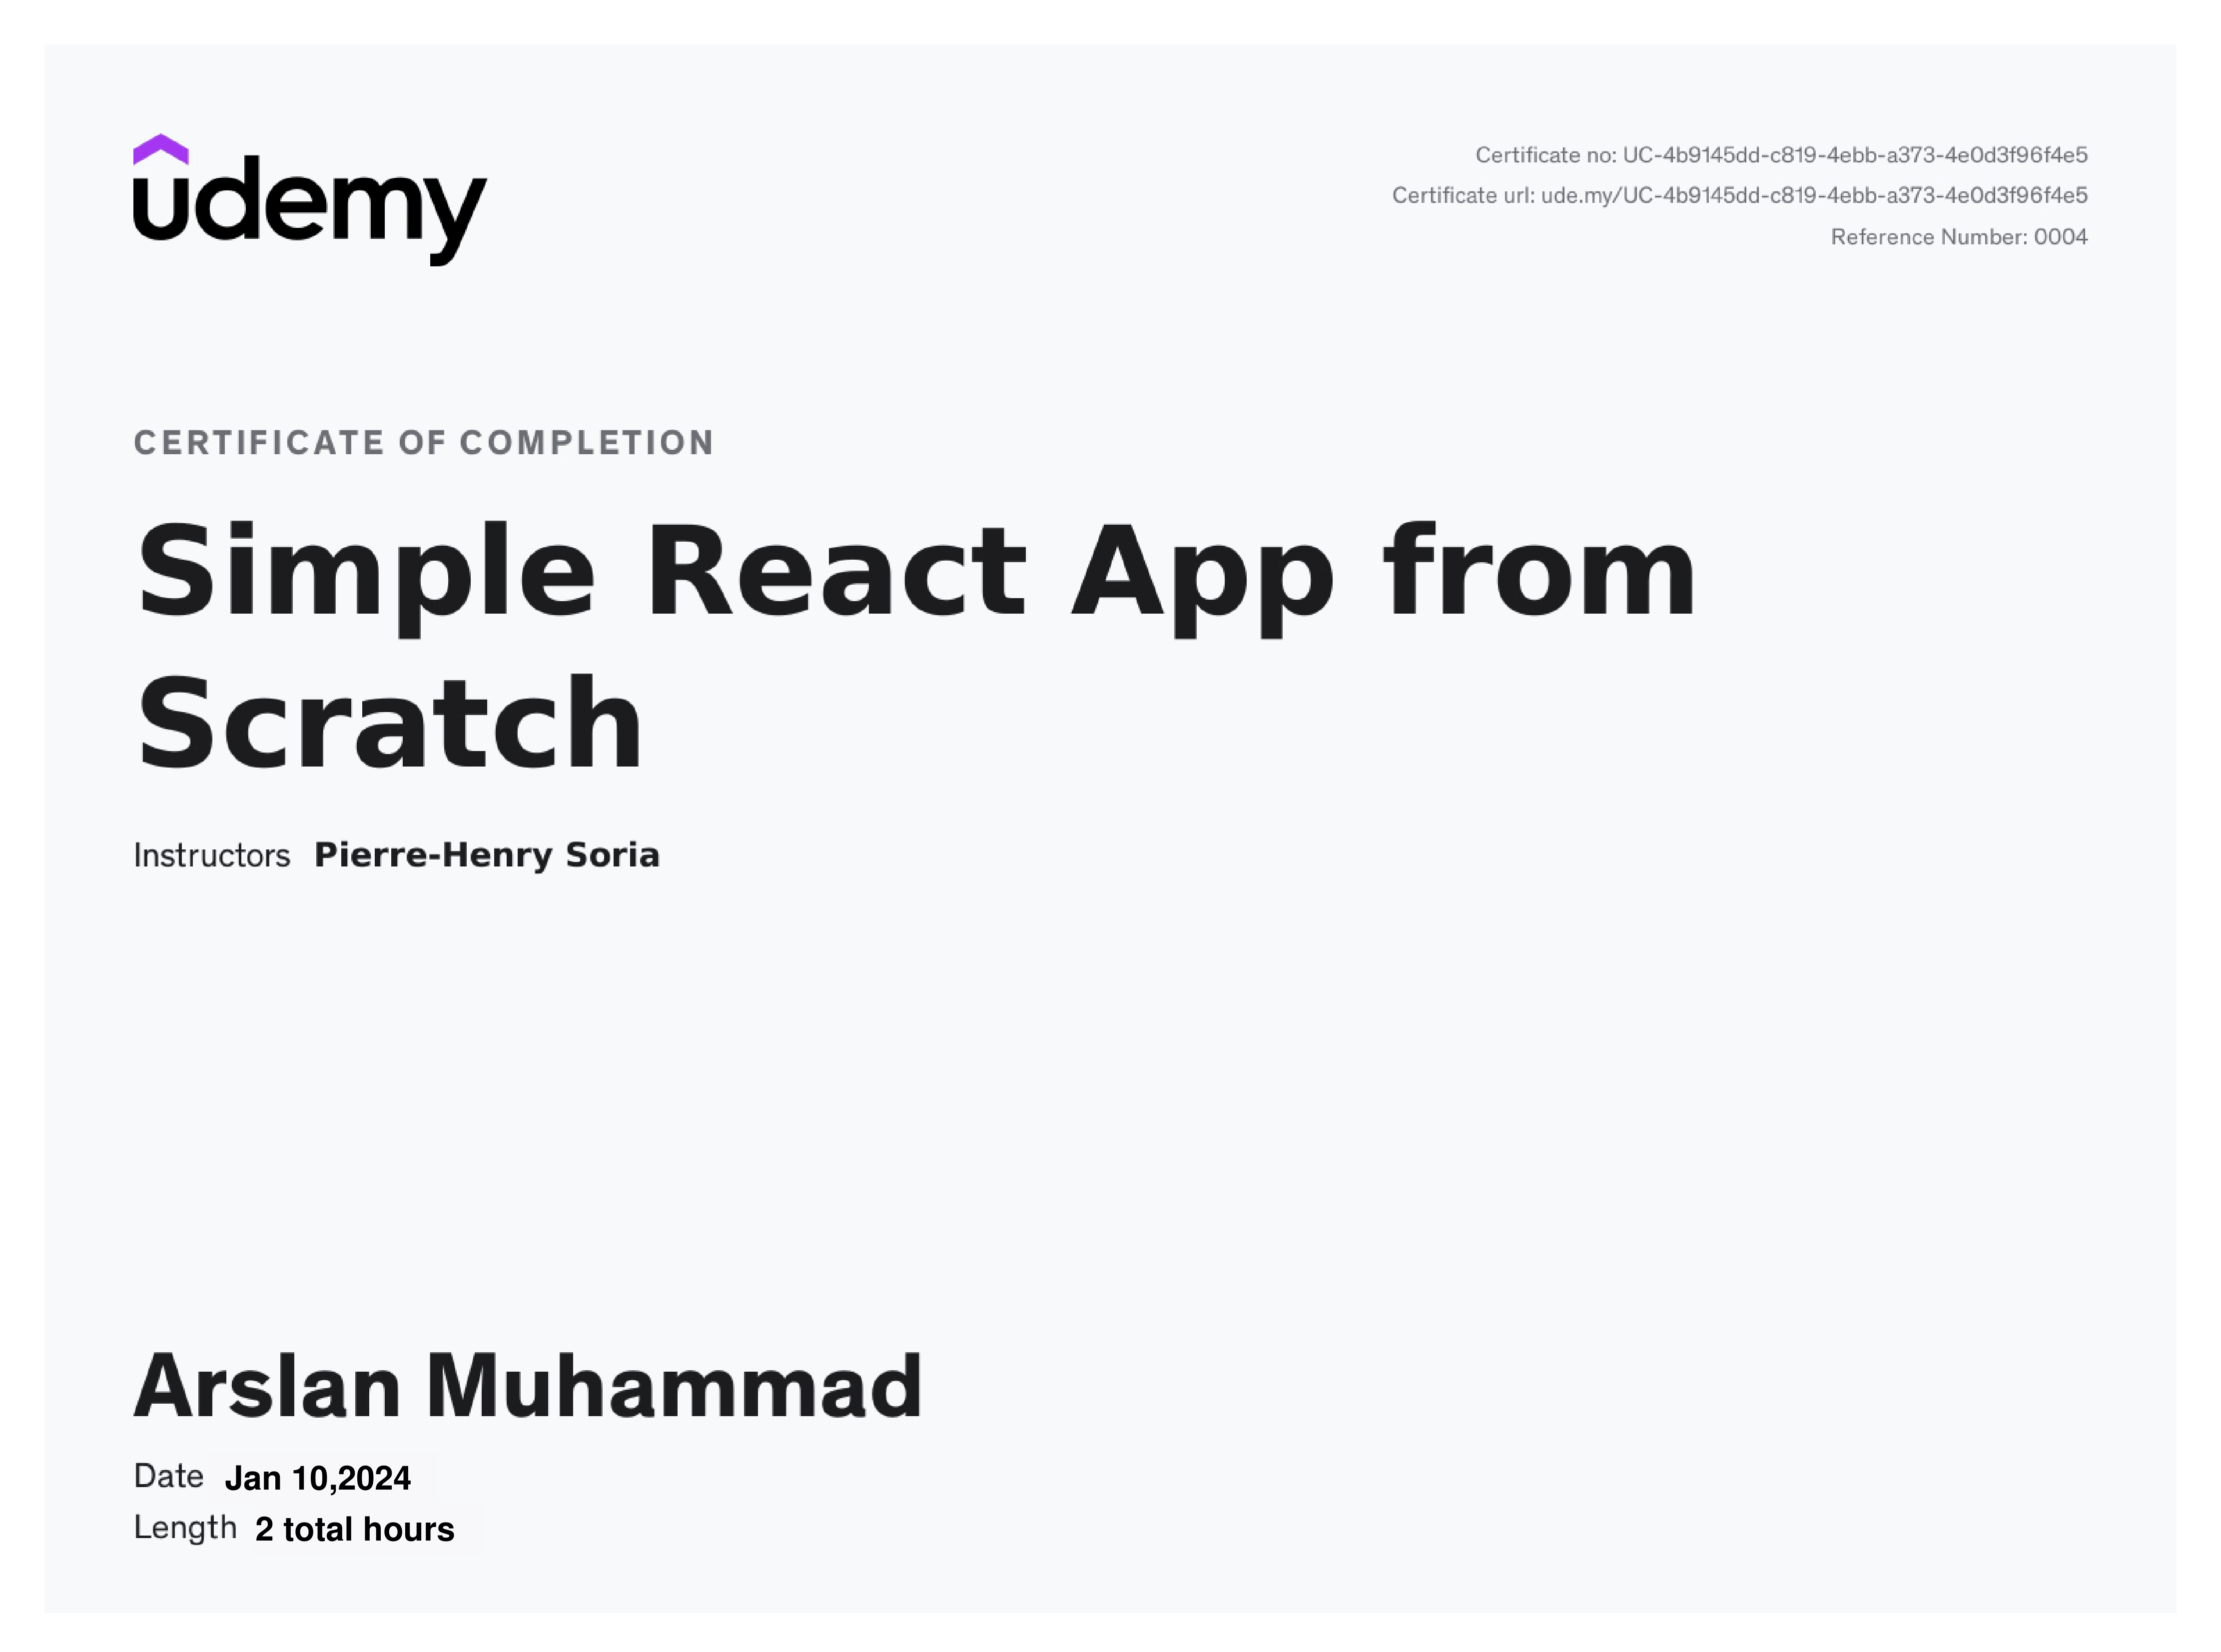 udemy
Certificate no: UC-4b9145dd-c819-4ebb-a373-4e0d3f96f4e5
Certificate url: ude.my/UC-4b9145dd-c819-4ebb-a373-4e0d3f96f4e5
Reference Number: 0004
CERTIFICATE OF COMPLETION
Simple React App from
Scratch
Instructors Pierre-Henry Soria
Arslan Muhammad
Date Jan 10,2024
Length 2 total hours